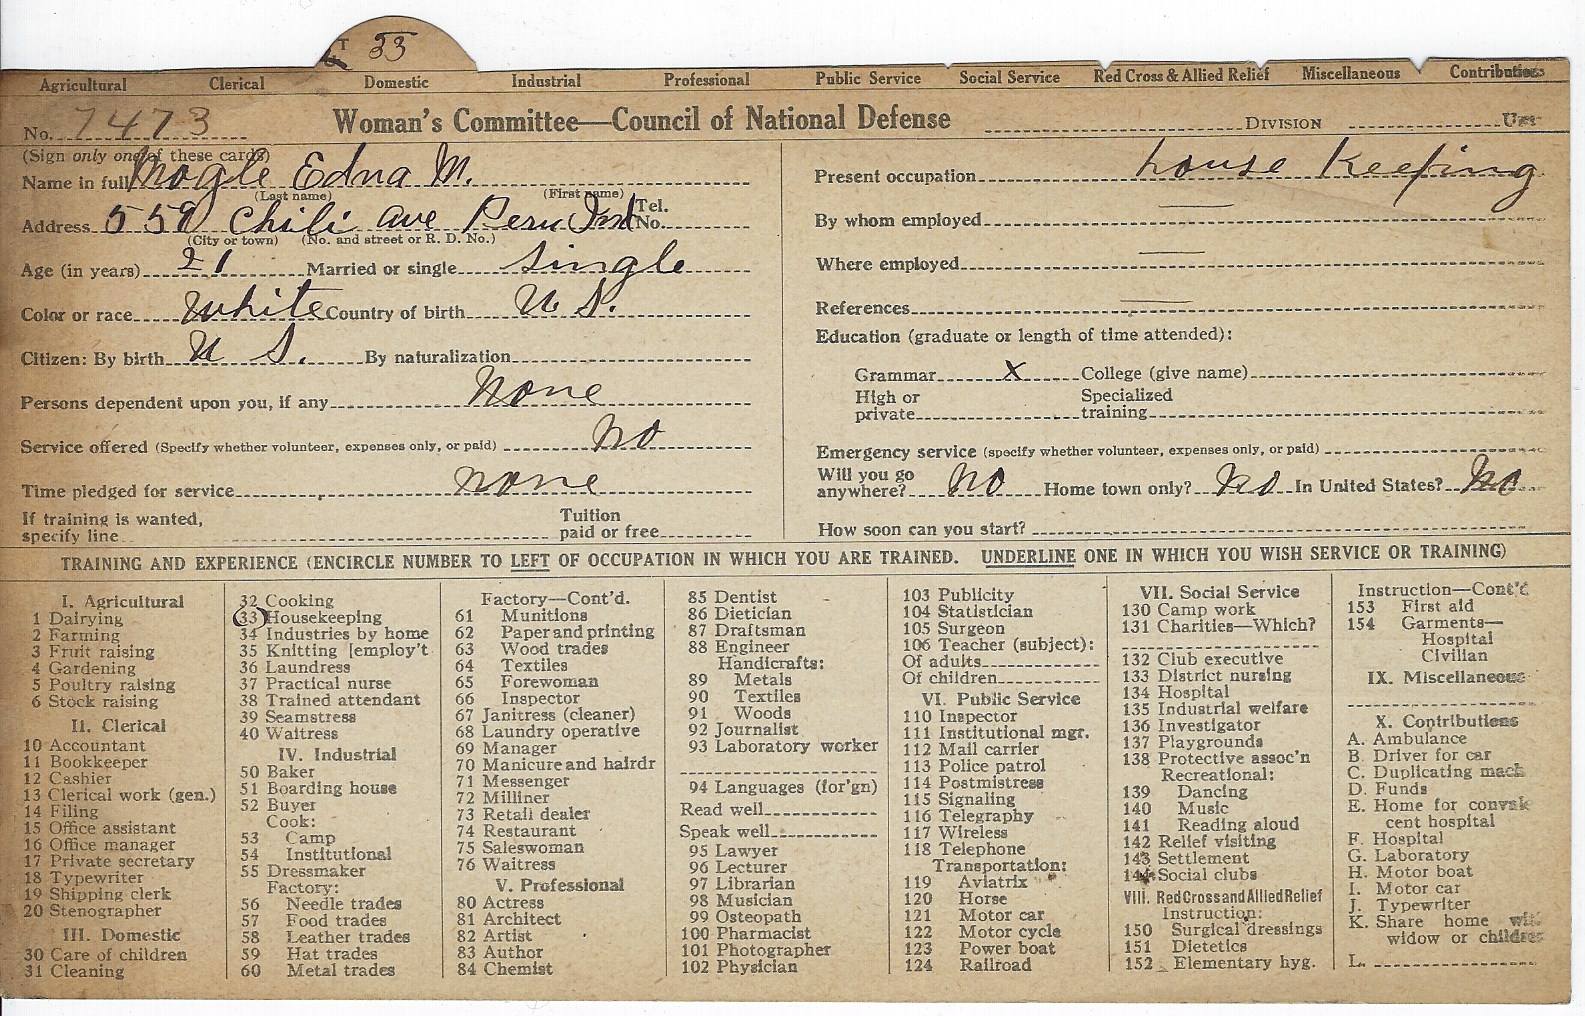 T 33
Agricultural Clerical Domestic Industrial Professional Public Service Social Service Red Cross & Allied Relief Miscellaneous Contributions
No. 7473 Woman's Committee—Council of National Defense DIVISION
(Sign only one of these cards)
Name in full Mogle Edna M.
(Last name) (First name)
Address 559 Chili ave Peru Ind Tel. No.
(City or town) (No. and street or R. D. No.)
Age (in years) 21 Married or single single
Color or race White Country of birth U. S.
Citizen: By birth U S. By naturalization
Persons dependent upon you, if any None
Service offered (Specify whether volunteer, expenses only, or paid) No
Time pledged for service none
If training is wanted, specify line Tuition paid or free
Present occupation house Keeping
By whom employed —
Where employed —
References —
Education (graduate or length of time attended):
Grammar X College (give name)
High or private Specialized training
Emergency service (specify whether volunteer, expenses only, or paid)
Will you go anywhere? No Home town only? No In United States? No
How soon can you start?
TRAINING AND EXPERIENCE (ENCIRCLE NUMBER TO LEFT OF OCCUPATION IN WHICH YOU ARE TRAINED. UNDERLINE ONE IN WHICH YOU WISH SERVICE OR TRAINING)
I. Agricultural
1 Dairying
2 Farming
3 Fruit raising
4 Gardening
5 Poultry raising
6 Stock raising
II. Clerical
10 Accountant
11 Bookkeeper
12 Cashier
13 Clerical work (gen.)
14 Filing
15 Office assistant
16 Office manager
17 Private secretary
18 Typewriter
19 Shipping clerk
20 Stenographer
III. Domestic
30 Care of children
31 Cleaning
32 Cooking
33 Housekeeping
34 Industries by home
35 Knitting [employ't
36 Laundress
37 Practical nurse
38 Trained attendant
39 Seamstress
40 Waitress
IV. Industrial
50 Baker
51 Boarding house
52 Buyer
Cook:
53 Camp
54 Institutional
55 Dressmaker
Factory:
56 Needle trades
57 Food trades
58 Leather trades
59 Hat trades
60 Metal trades
Factory—Cont'd.
61 Munitions
62 Paper and printing
63 Wood trades
64 Textiles
65 Forewoman
66 Inspector
67 Janitress (cleaner)
68 Laundry operative
69 Manager
70 Manicure and hairdr
71 Messenger
72 Milliner
73 Retail dealer
74 Restaurant
75 Saleswoman
76 Waitress
V. Professional
80 Actress
81 Architect
82 Artist
83 Author
84 Chemist
85 Dentist
86 Dietician
87 Draftsman
88 Engineer
Handicrafts:
89 Metals
90 Textiles
91 Woods
92 Journalist
93 Laboratory worker
94 Languages (for'gn)
Read well
Speak well
95 Lawyer
96 Lecturer
97 Librarian
98 Musician
99 Osteopath
100 Pharmacist
101 Photographer
102 Physician
103 Publicity
104 Statistician
105 Surgeon
106 Teacher (subject):
Of adults
Of children
VI. Public Service
110 Inspector
111 Institutional mgr.
112 Mail carrier
113 Police patrol
114 Postmistress
115 Signaling
116 Telegraphy
117 Wireless
118 Telephone
Transportation:
119 Aviatrix
120 Horse
121 Motor car
122 Motor cycle
123 Power boat
124 Railroad
VII. Social Service
130 Camp work
131 Charities—Which?
132 Club executive
133 District nursing
134 Hospital
135 Industrial welfare
136 Investigator
137 Playgrounds
138 Protective assoc'n
Recreational:
139 Dancing
140 Music
141 Reading aloud
142 Relief visiting
143 Settlement
144 Social clubs
VIII. Red Cross and Allied Relief
Instruction:
150 Surgical dressings
151 Dietetics
152 Elementary hyg.
Instruction—Cont'd
153 First aid
154 Garments—
Hospital
Civilian
IX. Miscellaneous
X. Contributions
A. Ambulance
B. Driver for car
C. Duplicating mach
D. Funds
E. Home for convales
cent hospital
F. Hospital
G. Laboratory
H. Motor boat
I. Motor car
J. Typewriter
K. Share home with
widow or children
L.